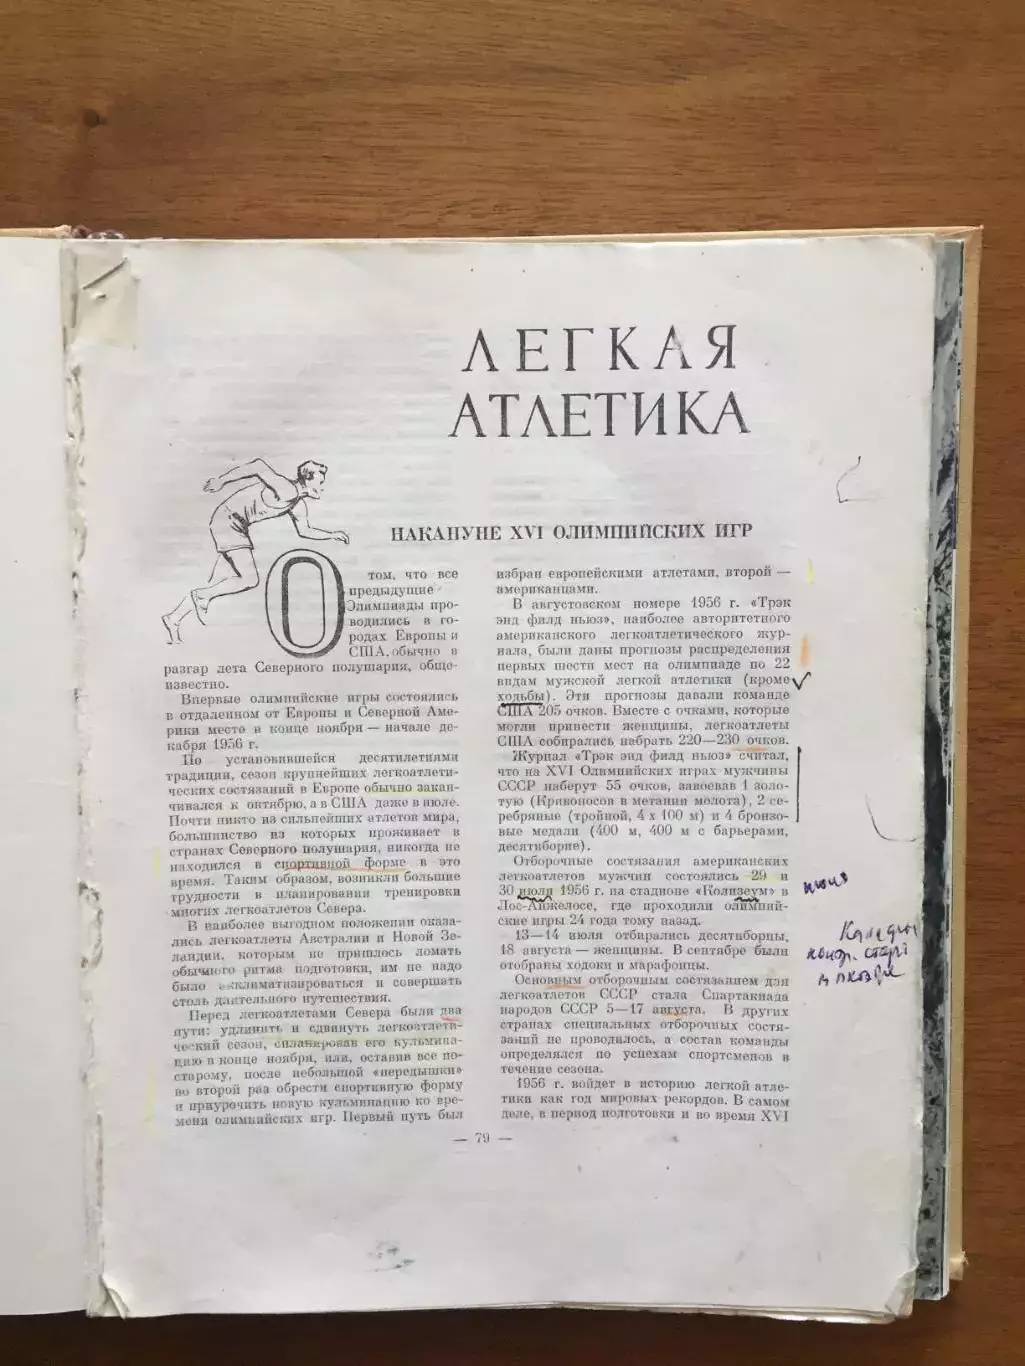 ЛЕГКАЯ
АТЛЕТИКА
НАКАНУНЕ XVI ОЛИМПИЙСКИХ ИГР
О том, что все
предыдущие
Олимпиады про-
водились в го-
родах Европы и
США, обычно в
разгар лета Северного полушария, обще-
известно.
Впервые олимпийские игры состоялись
в отдаленном от Европы и Северной Аме-
рики месте в конце ноября — начале де-
кабря 1956 г.
По установившейся десятилетиями
традиции, сезон крупнейших легкоатлети-
ческих состязаний в Европе обычно закан-
чивался к октябрю, а в США даже в июле.
Почти никто из сильнейших атлетов мира,
большинство из которых проживает в
странах Северного полушария, никогда не
находился в спортивной форме в это
время. Таким образом, возникли большие
трудности в планировании тренировки
многих легкоатлетов Севера.
В наиболее выгодном положении оказа-
лись легкоатлеты Австралии и Новой Зе-
ландии, которым не пришлось ломать
обычного ритма подготовки, им не надо
было акклиматизироваться и совершать
столь длительного путешествия.
Перед легкоатлетами Севера были два
пути: удлинить и сдвинуть легкоатлети-
ческий сезон, спланировав его кульмина-
цию в конце ноября, или, оставив все по-
старому, после небольшой «передышки»
во второй раз обрести спортивную форму
и приурочить новую кульминацию ко вре-
мени олимпийских игр. Первый путь был
избран европейскими атлетами, второй —
американцами.
В августовском номере 1956 г. «Трэк
энд филд ньюз», наиболее авторитетного
американского легкоатлетического жур-
нала, были даны прогнозы распределения
первых шести мест на олимпиаде по 22
видам мужской легкой атлетики (кроме
ходьбы). Эти прогнозы давали команде
США 205 очков. Вместе с очками, которые
могли привести женщины, легкоатлеты
США собирались набрать 220—230 очков.
Журнал «Трэк энд филд ньюз» считал,
что на XVI Олимпийских играх мужчины
СССР наберут 55 очков, завоевав 1 золо-
тую (Кривоносов в метании молота), 2 се-
ребряные (тройной, 4 x 100 м) и 4 бронзо-
вые медали (400 м, 400 м с барьерами,
десятиборие).
Отборочные состязания американских
легкоатлетов мужчин состоялись 29 и
30 июля 1956 г. на стадионе «Колизеум» в июня
Лос-Анжелосе, где проходили олимпий-
ские игры 24 года тому назад.
13—14 июля отбирались десятиборцы,
18 августа — женщины. В сентябре были
отобраны ходоки и марафонцы.
Основным отборочным состязанием для
легкоатлетов СССР стала Спартакиада
народов СССР 5—17 августа. В других
странах специальных отборочных состя-
заний не проводилось, а состав команды
определялся по успехам спортсменов в
течение сезона.
1956 г. войдет в историю легкой атле-
тики как год мировых рекордов. В самом
деле, в период подготовки и во время XVI
— 79 —